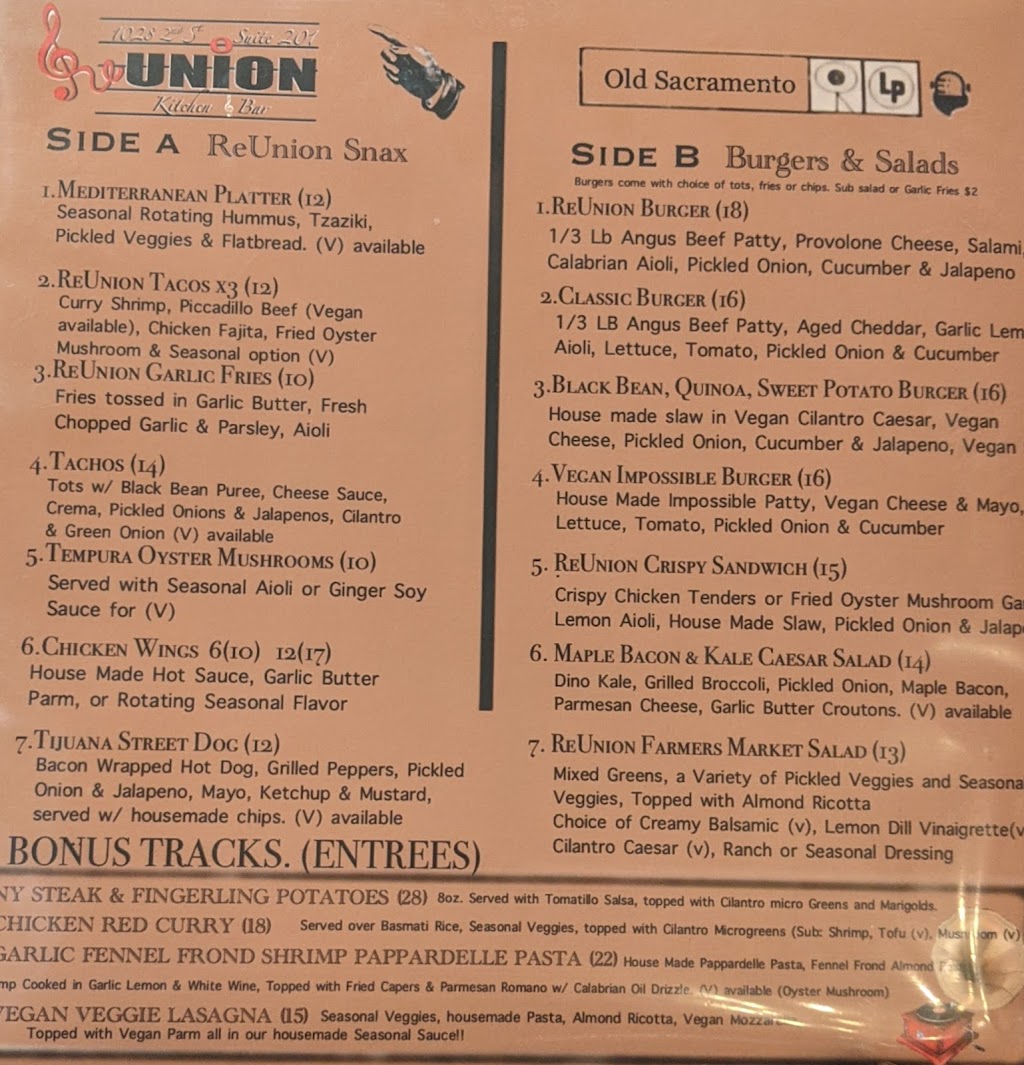 1028 2nd St Suite 201
ReUNION
Kitchen & Bar
SIDE A ReUnion Snax
1.Mediterranean Platter (12)
Seasonal Rotating Hummus, Tzaziki,
Pickled Veggies & Flatbread. (V) available
2.ReUnion Tacos x3 (12)
Curry Shrimp, Piccadillo Beef (Vegan
available), Chicken Fajita, Fried Oyster
Mushroom & Seasonal option (V)
3.ReUnion Garlic Fries (10)
Fries tossed in Garlic Butter, Fresh
Chopped Garlic & Parsley, Aioli
4.Tachos (14)
Tots w/ Black Bean Puree, Cheese Sauce,
Crema, Pickled Onions & Jalapenos, Cilantro
& Green Onion (V) available
5.Tempura Oyster Mushrooms (10)
Served with Seasonal Aioli or Ginger Soy
Sauce for (V)
6.Chicken Wings 6(10) 12(17)
House Made Hot Sauce, Garlic Butter
Parm, or Rotating Seasonal Flavor
7.Tijuana Street Dog (12)
Bacon Wrapped Hot Dog, Grilled Peppers, Pickled
Onion & Jalapeno, Mayo, Ketchup & Mustard,
served w/ housemade chips. (V) available
Old Sacramento LP
SIDE B Burgers & Salads
Burgers come with choice of tots, fries or chips. Sub salad or Garlic Fries $2
1.ReUnion Burger (18)
1/3 Lb Angus Beef Patty, Provolone Cheese, Salami,
Calabrian Aioli, Pickled Onion, Cucumber & Jalapeno
2.Classic Burger (16)
1/3 LB Angus Beef Patty, Aged Cheddar, Garlic Lem
Aioli, Lettuce, Tomato, Pickled Onion & Cucumber
3.Black Bean, Quinoa, Sweet Potato Burger (16)
House made slaw in Vegan Cilantro Caesar, Vegan
Cheese, Pickled Onion, Cucumber & Jalapeno, Vegan
4.Vegan Impossible Burger (16)
House Made Impossible Patty, Vegan Cheese & Mayo,
Lettuce, Tomato, Pickled Onion & Cucumber
5. ReUnion Crispy Sandwich (15)
Crispy Chicken Tenders or Fried Oyster Mushroom Ga
Lemon Aioli, House Made Slaw, Pickled Onion & Jalap
6. Maple Bacon & Kale Caesar Salad (14)
Dino Kale, Grilled Broccoli, Pickled Onion, Maple Bacon,
Parmesan Cheese, Garlic Butter Croutons. (V) available
7. ReUnion Farmers Market Salad (13)
Mixed Greens, a Variety of Pickled Veggies and Seasona
Veggies, Topped with Almond Ricotta
Choice of Creamy Balsamic (v), Lemon Dill Vinaigrette(v
Cilantro Caesar (v), Ranch or Seasonal Dressing
BONUS TRACKS. (ENTREES)
NY STEAK & FINGERLING POTATOES (28) 8oz. Served with Tomatillo Salsa, topped with Cilantro micro Greens and Marigolds.
CHICKEN RED CURRY (18) Served over Basmati Rice, Seasonal Veggies, topped with Cilantro Microgreens (Sub: Shrimp, Tofu (v), Mushroom (v)
GARLIC FENNEL FROND SHRIMP PAPPARDELLE PASTA (22) House Made Pappardelle Pasta, Fennel Frond Almond
mp Cooked in Garlic Lemon & White Wine, Topped with Fried Capers & Parmesan Romano w/ Calabrian Oil Drizzle. (V) available (Oyster Mushroom)
VEGAN VEGGIE LASAGNA (15) Seasonal Veggies, housemade Pasta, Almond Ricotta, Vegan
Topped with Vegan Parm all in our housemade Seasonal Sauce!!